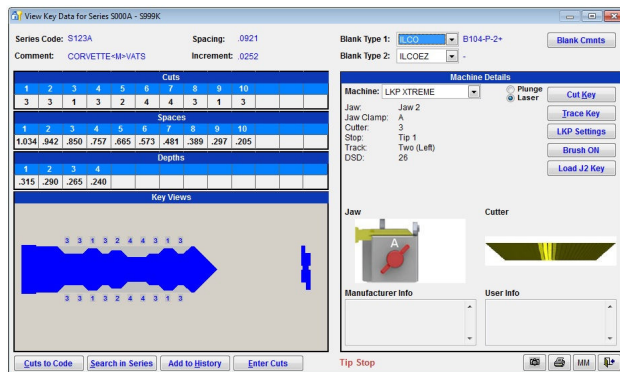 View Key Data for Series S000A - S999K
Series Code: S123A Spacing: .0921
Comment: CORVETTE<M>VATS Increment: .0252
Blank Type 1: ILCO B104-P-2+ Blank Cmnts
Blank Type 2: ILCOEZ -
Cuts
1 2 3 4 5 6 7 8 9 10
3 3 1 3 2 4 4 3 1 3
Spaces
1 2 3 4 5 6 7 8 9 10
1.034 .942 .850 .757 .665 .573 .481 .389 .297 .205
Depths
1 2 3 4
.315 .290 .265 .240
Key Views
3 3 1 3 2 4 4 3 1 3
3 3 1 3 2 4 4 3 1 3
Machine Details
Machine: LKP XTREME Plunge
Laser
Jaw: Jaw 2
Jaw Clamp: A
Cutter: 3
Stop: Tip 1
Track: Two (Left)
DSD: 26
Cut Key
Trace Key
LKP Settings
Brush ON
Load J2 Key
Jaw Cutter
A
Manufacturer Info User Info
Cuts to Code Search in Series Add to History Enter Cuts Tip Stop MM